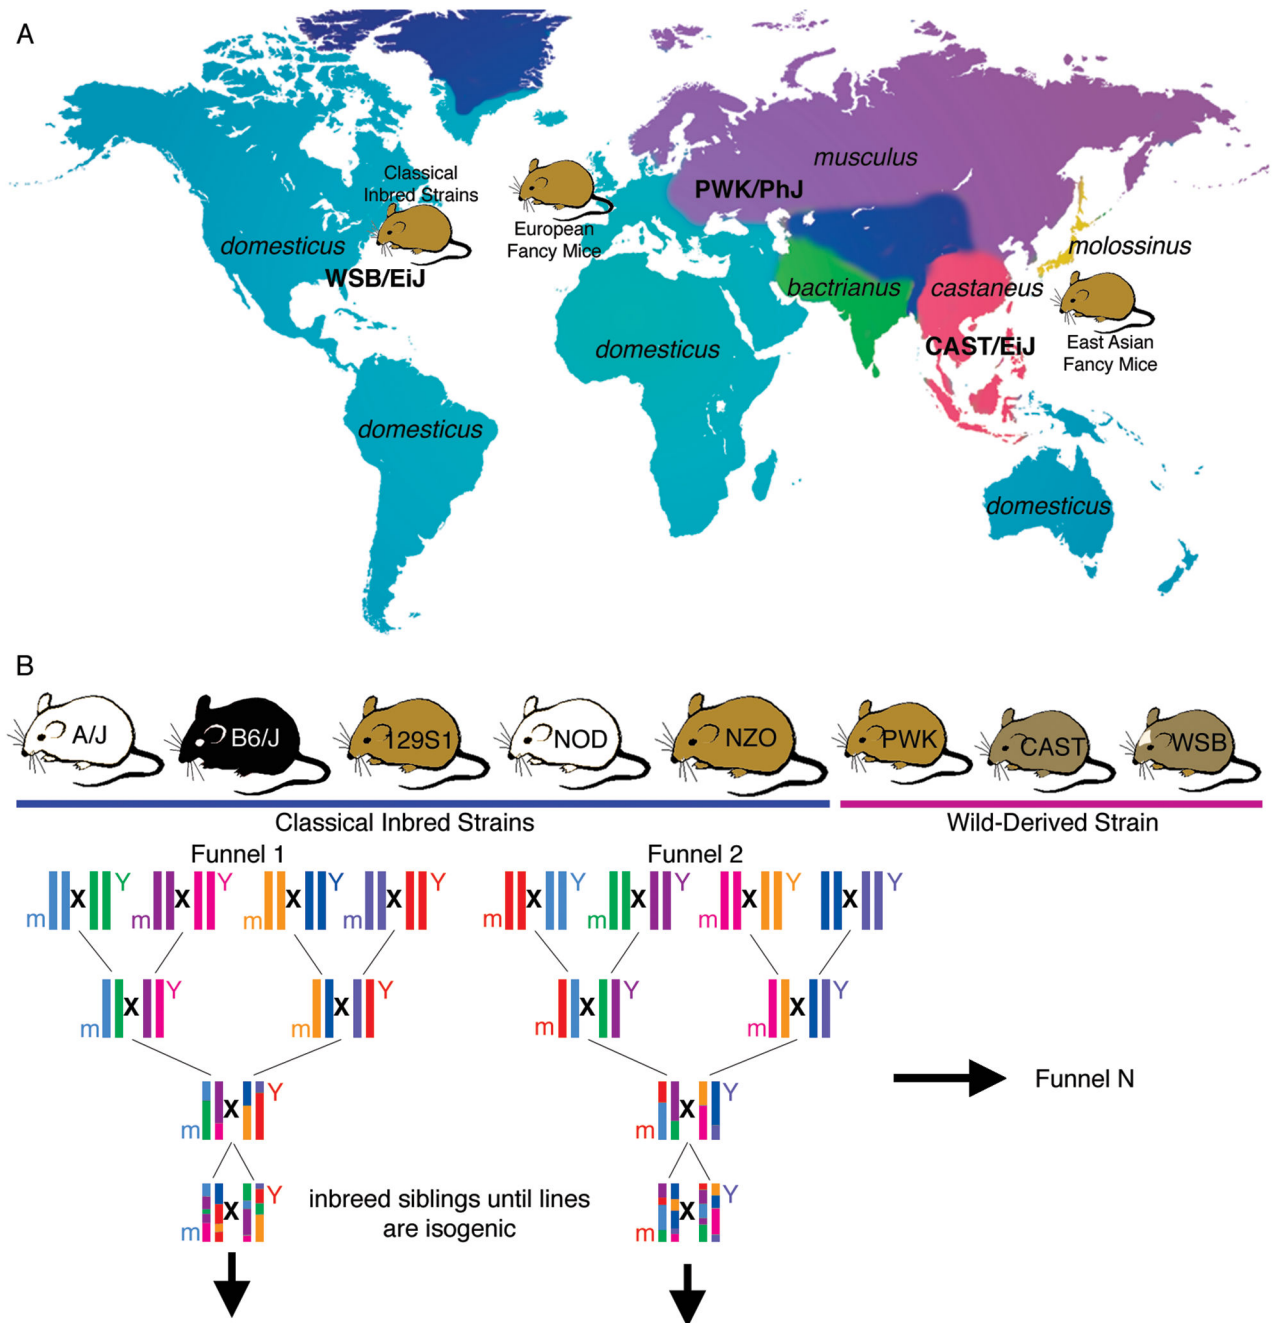 A
musculus
Classical
Inbred Strains
PWK/PhJ
European
Fancy Mice
domesticus
WSB/EiJ
molossinus
bactrianus
castaneus
CAST/EiJ
East Asian
Fancy Mice
domesticus
domesticus
domesticus
B
A/J B6/J 129S1 NOD NZO PWK CAST WSB
Classical Inbred Strains Wild-Derived Strain
Funnel 1 Funnel 2
m X Y m X Y m X Y m X Y m X Y m X Y m X Y X Y
m X Y m X Y m X Y m X Y
m X Y m X Y
Funnel N
m X Y m X Y
inbreed siblings until lines
are isogenic